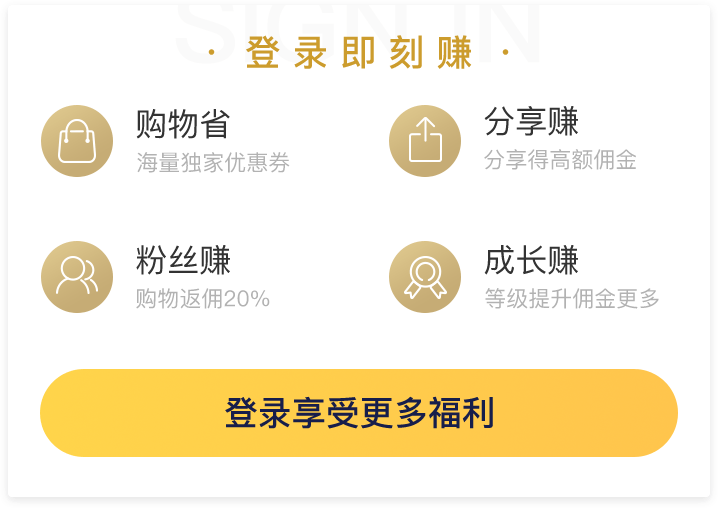 SIGN IN
· 登录即刻赚 ·
购物省
海量独家优惠券
分享赚
分享得高额佣金
粉丝赚
购物返佣20%
成长赚
等级提升佣金更多
登录享受更多福利